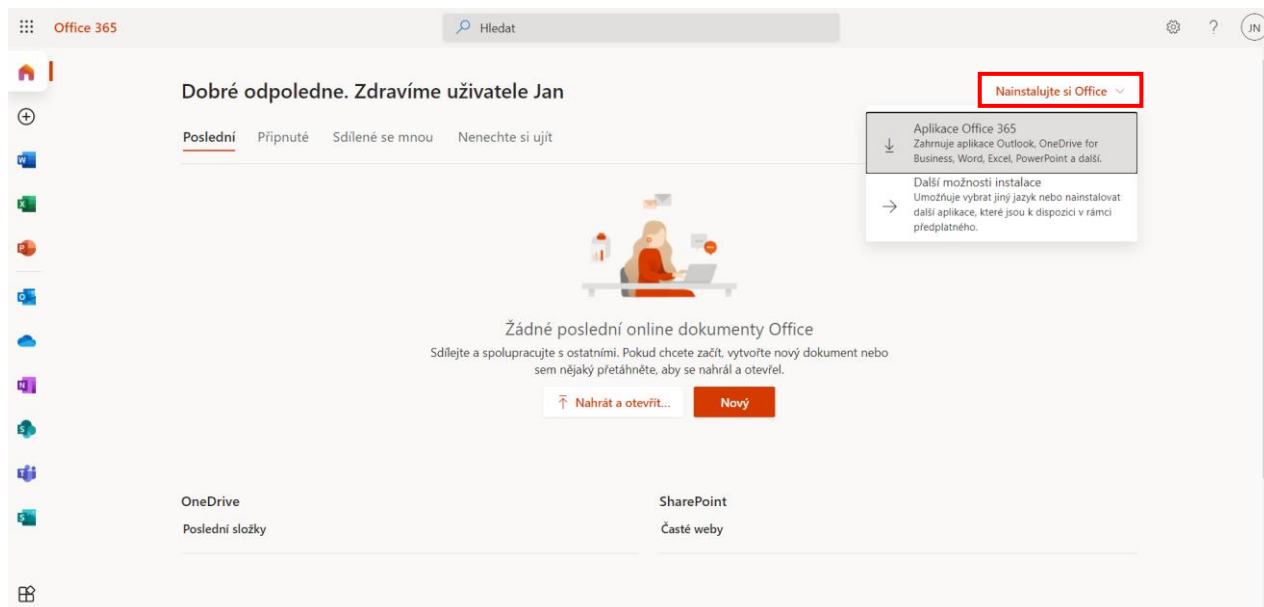 Office 365
Hledat
?
JN
Dobré odpoledne. Zdravíme uživatele Jan
Nainstalujte si Office
Poslední Připnuté Sdílené se mnou Nenechte si ujít
Aplikace Office 365
Zahrnuje aplikace Outlook, OneDrive for
Business, Word, Excel, PowerPoint a další.
Další možnosti instalace
Umožňuje vybrat jiný jazyk nebo nainstalovat
další aplikace, které jsou k dispozici v rámci
předplatného.
Žádné poslední online dokumenty Office
Sdílejte a spolupracujte s ostatními. Pokud chcete začít, vytvořte nový dokument nebo
sem nějaký přetáhněte, aby se nahrál a otevřel.
Nahrát a otevřít... Nový
OneDrive
SharePoint
Poslední složky
Časté weby